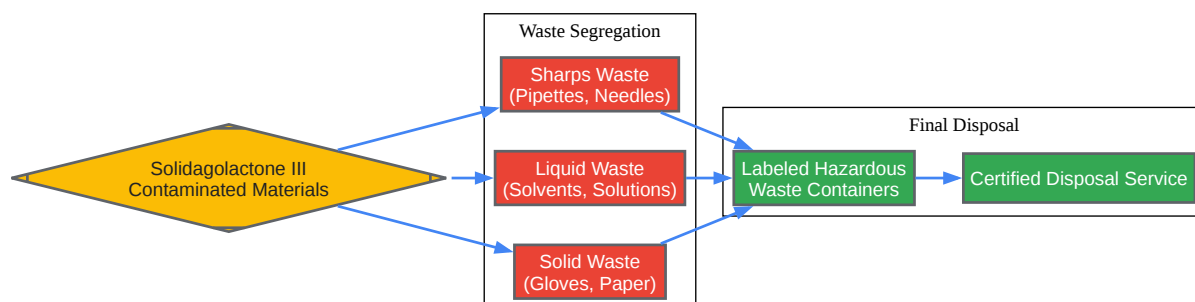 Waste Segregation
Sharps Waste
(Pipettes, Needles)
Final Disposal
Solidagolactone III
Contaminated Materials
Liquid Waste
(Solvents, Solutions)
Labeled Hazardous
Waste Containers
Certified Disposal Service
Solid Waste
(Gloves, Paper)